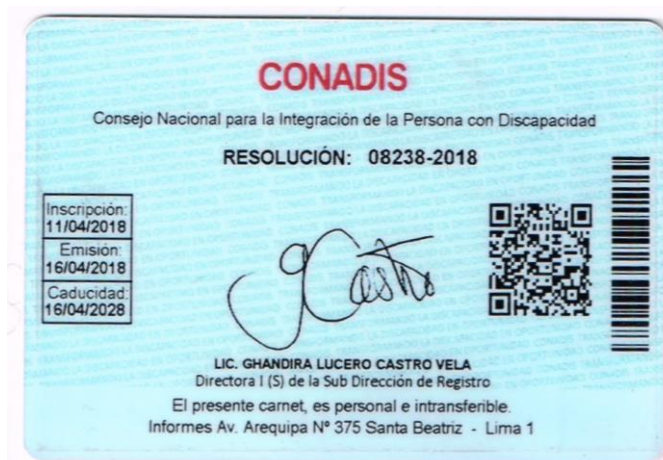 CONADIS
Consejo Nacional para la Integración de la Persona con Discapacidad
RESOLUCIÓN: 08238-2018
Inscripción:
11/04/2018
Emisión:
16/04/2018
Caducidad:
16/04/2028
GCastro
LIC. GHANDIRA LUCERO CASTRO VELA
Directora I (S) de la Sub Dirección de Registro
El presente carnet, es personal e intransferible.
Informes Av. Arequipa Nº 375 Santa Beatriz - Lima 1